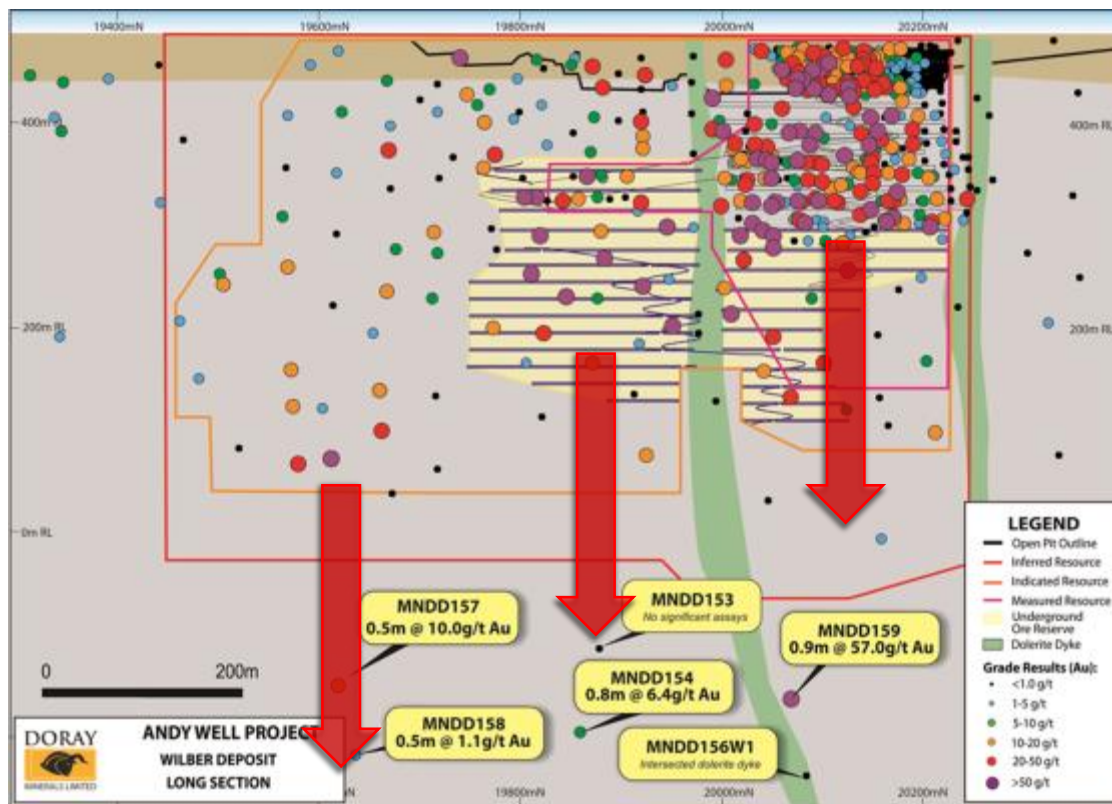 19400mN 19600mN 19800mN 20000mN 20200mN
400m RL 400m RL
200m RL 200m RL
0m RL
MNDD157
0.5m @ 10.0g/t Au
MNDD158
0.5m @ 1.1g/t Au
MNDD153
No significant assays
MNDD154
0.8m @ 6.4g/t Au
MNDD156W1
Intersected dolerite dyke
MNDD159
0.9m @ 57.0g/t Au
0 200m
DORAY
MINERALS LIMITED
ANDY WELL PROJECT
WILBER DEPOSIT
LONG SECTION
LEGEND
Open Pit Outline
Inferred Resource
Indicated Resource
Measured Resource
Underground
Ore Reserve
Dolerite Dyke
Grade Results (Au):
<1.0 g/t
1-5 g/t
5-10 g/t
10-20 g/t
20-50 g/t
>50 g/t
19800mN 20000mN 20200mN